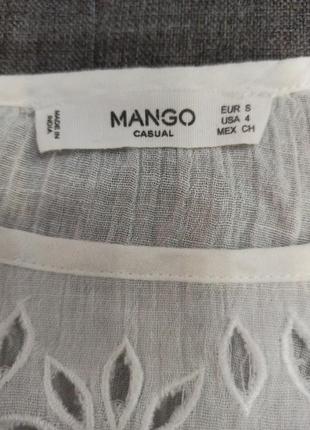 MADE IN
INDIA
MANGO
CASUAL
EUR S
USA 4
MEX CH